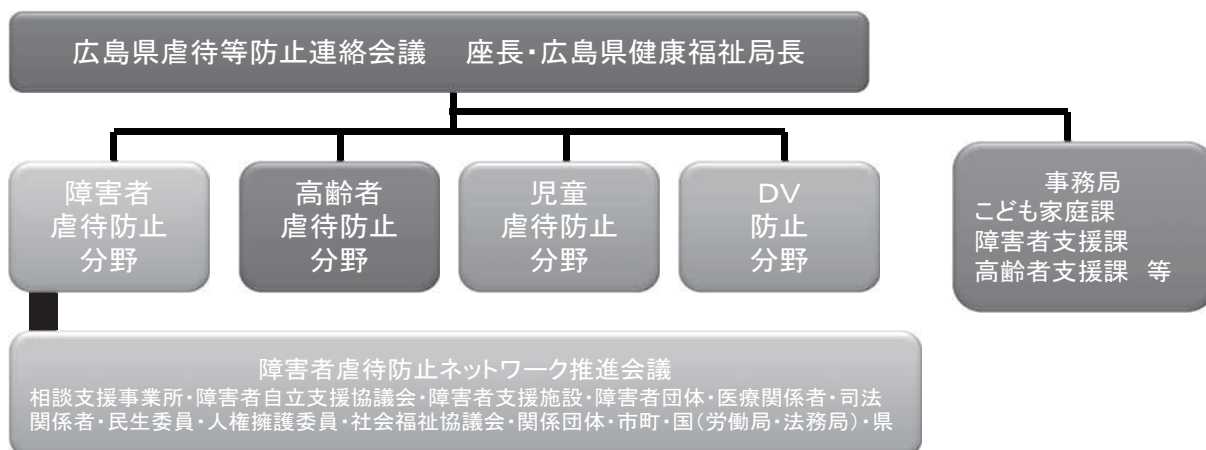 広島県虐待等防止連絡会議　座長・広島県健康福祉局長
障害者
虐待防止
分野
高齢者
虐待防止
分野
児童
虐待防止
分野
DV
防止
分野
事務局
こども家庭課
障害者支援課
高齢者支援課　等
障害者虐待防止ネットワーク推進会議
相談支援事業所・障害者自立支援協議会・障害者支援施設・障害者団体・医療関係者・司法
関係者・民生委員・人権擁護委員・社会福祉協議会・関係団体・市町・国（労働局・法務局）・県